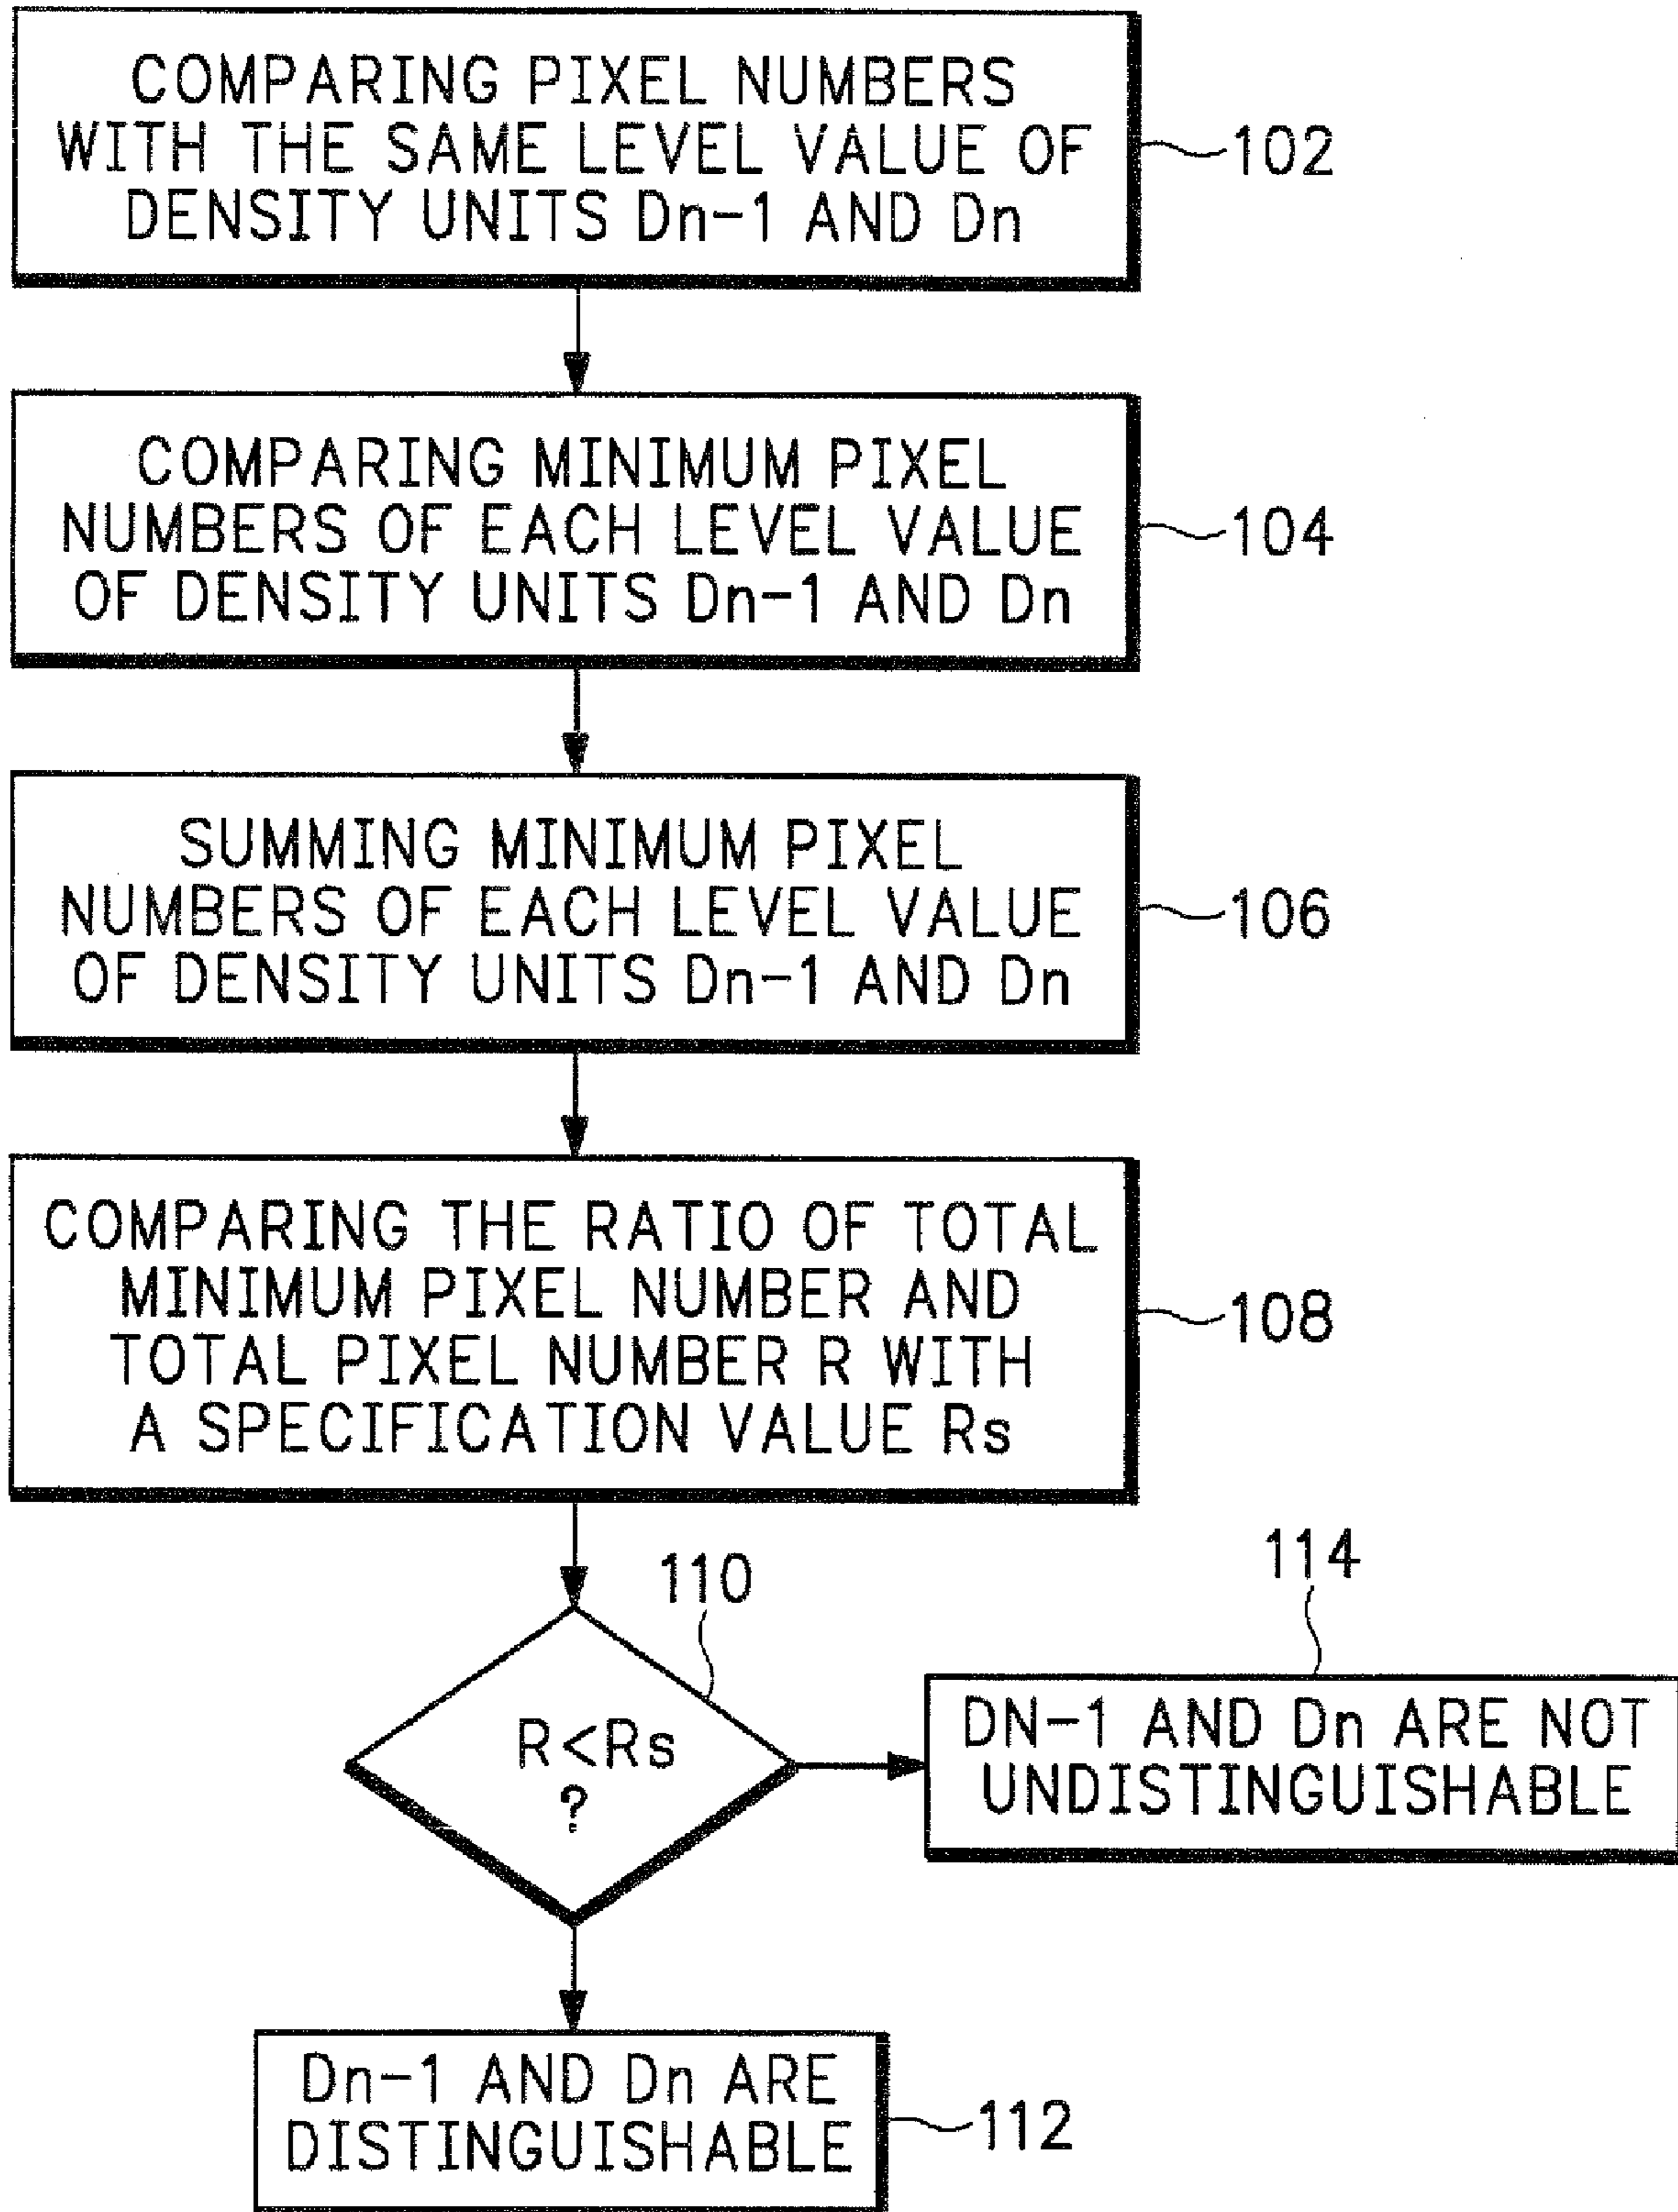 COMPARING PIXEL NUMBERS
WITH THE SAME LEVEL VALUE OF
DENSITY UNITS Dn-1 AND Dn
102
COMPARING MINIMUM PIXEL
NUMBERS OF EACH LEVEL VALUE
OF DENSITY UNITS Dn-1 AND Dn
104
SUMMING MINIMUM PIXEL
NUMBERS OF EACH LEVEL VALUE
OF DENSITY UNITS Dn-1 AND Dn
106
COMPARING THE RATIO OF TOTAL
MINIMUM PIXEL NUMBER AND
TOTAL PIXEL NUMBER R WITH
A SPECIFICATION VALUE Rs
108
110
R<Rs
?
114
DN-1 AND Dn ARE NOT
UNDISTINGUISHABLE
Dn-1 AND Dn ARE
DISTINGUISHABLE
112